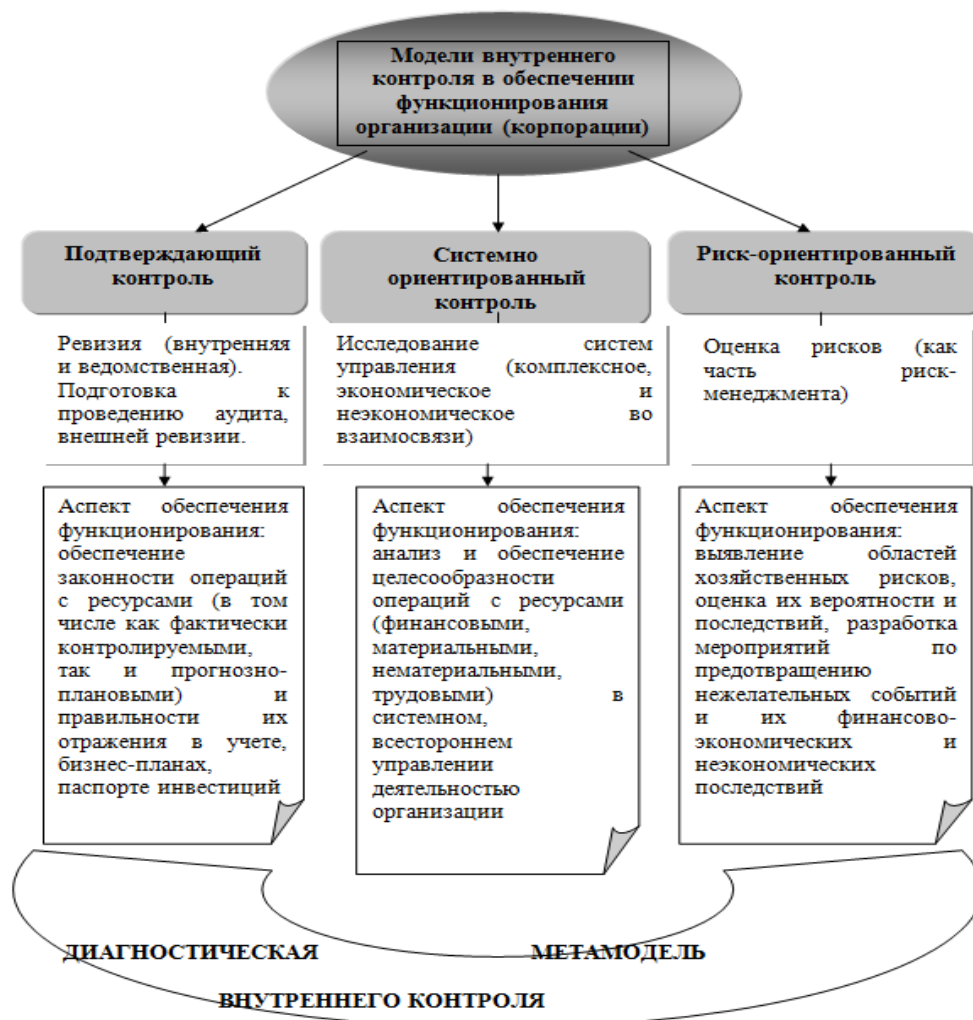 Модели внутреннего
контроля в обеспечении
функционирования
организации (корпорации)
Подтверждающий
контроль
Системно
ориентированный
контроль
Риск-ориентированный
контроль
Ревизия (внутренняя
и ведомственная).
Подготовка к
проведению аудита,
внешней ревизии.
Исследование систем
управления (комплексное,
экономическое и
неэкономическое во
взаимосвязи)
Оценка рисков (как
часть риск-
менеджмента)
Аспект обеспечения
функционирования:
обеспечение
законности операций
с ресурсами (в том
числе как фактически
контролируемыми,
так и прогнозно-
плановыми) и
правильности их
отражения в учете,
бизнес-планах,
паспорте инвестиций
Аспект обеспечения
функционирования:
анализ и обеспечение
целесообразности
операций с ресурсами
(финансовыми,
материальными,
нематериальными,
трудовыми) в
системном,
всестороннем
управлении
деятельностью
организации
Аспект обеспечения
функционирования:
выявление областей
хозяйственных рисков,
оценка их вероятности и
последствий, разработка
мероприятий по
предотвращению
нежелательных событий
и их финансово-
экономических и
неэкономических
последствий
ДИАГНОСТИЧЕСКАЯ МЕТАМОДЕЛЬ
ВНУТРЕННЕГО КОНТРОЛЯ